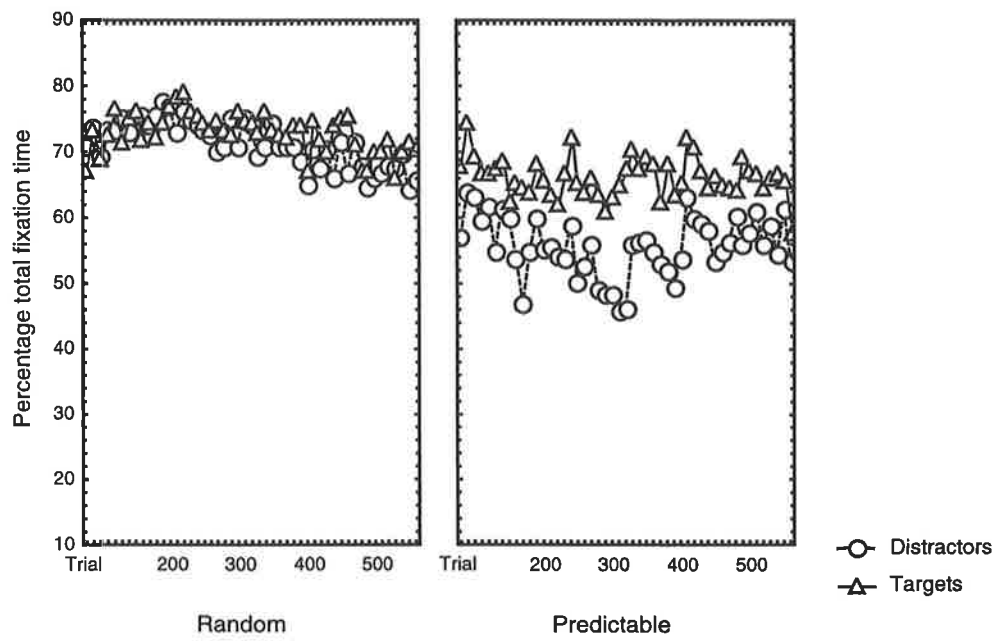 Percentage total fixation time
90
80
70
60
50
40
30
20
10
Trial 200 300 400 500
Trial 200 300 400 500
Random
Predictable
Distractors
Targets